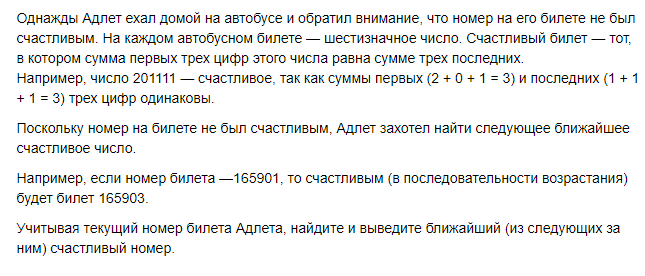 Однажды Адлет ехал домой на автобусе и обратил внимание, что номер на его билете не был
счастливым. На каждом автобусном билете — шестизначное число. Счастливый билет — тот,
в котором сумма первых трех цифр этого числа равна сумме трех последних.
Например, число 201111 — счастливое, так как суммы первых (2 + 0 + 1 = 3) и последних (1 + 1
+ 1 = 3) трех цифр одинаковы.
Поскольку номер на билете не был счастливым, Адлет захотел найти следующее ближайшее
счастливое число.
Например, если номер билета —165901, то счастливым (в последовательности возрастания)
будет билет 165903.
Учитывая текущий номер билета Адлета, найдите и выведите ближайший (из следующих за
ним) счастливый номер.